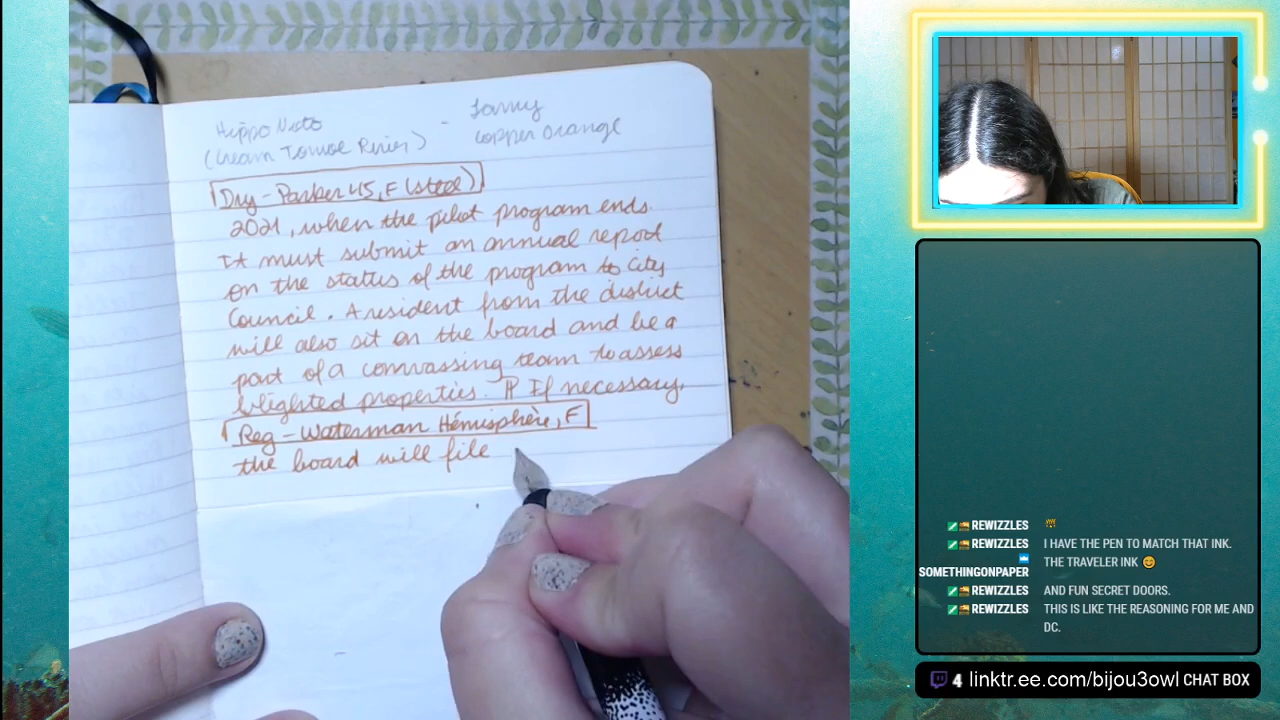 Hippo Noto
(Cream Tomoe River)
- Lamy
Copper Orange
Dry - Parker 45, F (steel)
2021, when the pilot program ends.
It must submit an annual report
on the status of the program to city
Council. A resident from the district
will also sit on the board and be a
part of a canvassing team to assess
blighted properties. ¶ If necessary,
Reg - Waterman Hémisphère, F
the board will file
REWIZZLES
REWIZZLES I HAVE THE PEN TO MATCH THAT INK.
THE TRAVELER INK 😊
SOMETHINGONPAPER
REWIZZLES AND FUN SECRET DOORS.
REWIZZLES THIS IS LIKE THE REASONING FOR ME AND
DC.
4 linktr.ee.com/bijou3owl CHAT BOX